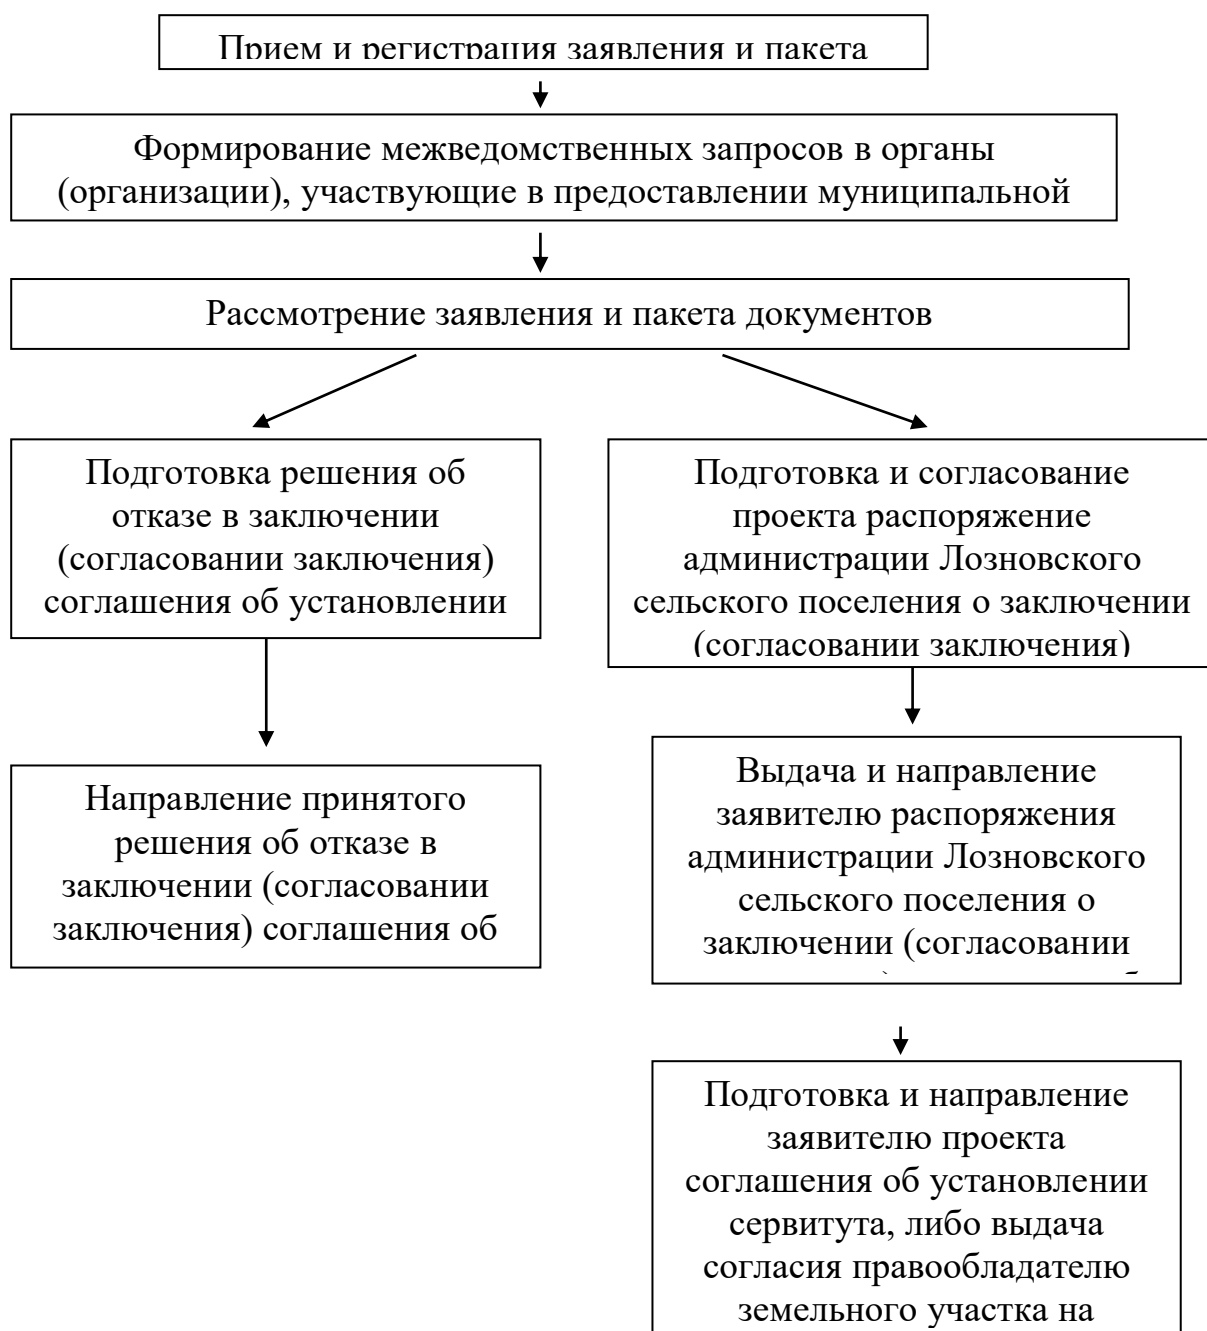 Прием и регистрация заявления и пакета
Формирование межведомственных запросов в органы
(организации), участвующие в предоставлении муниципальной
Рассмотрение заявления и пакета документов
Подготовка решения об
отказе в заключении
(согласовании заключения)
соглашения об установлении
Подготовка и согласование
проекта распоряжение
администрации Лозновского
сельского поселения о заключении
(согласовании заключения)
Направление принятого
решения об отказе в
заключении (согласовании
заключения) соглашения об
Выдача и направление
заявителю распоряжения
администрации Лозновского
сельского поселения о
заключении (согласовании
Подготовка и направление
заявителю проекта
соглашения об установлении
сервитута, либо выдача
согласия правообладателю
земельного участка на